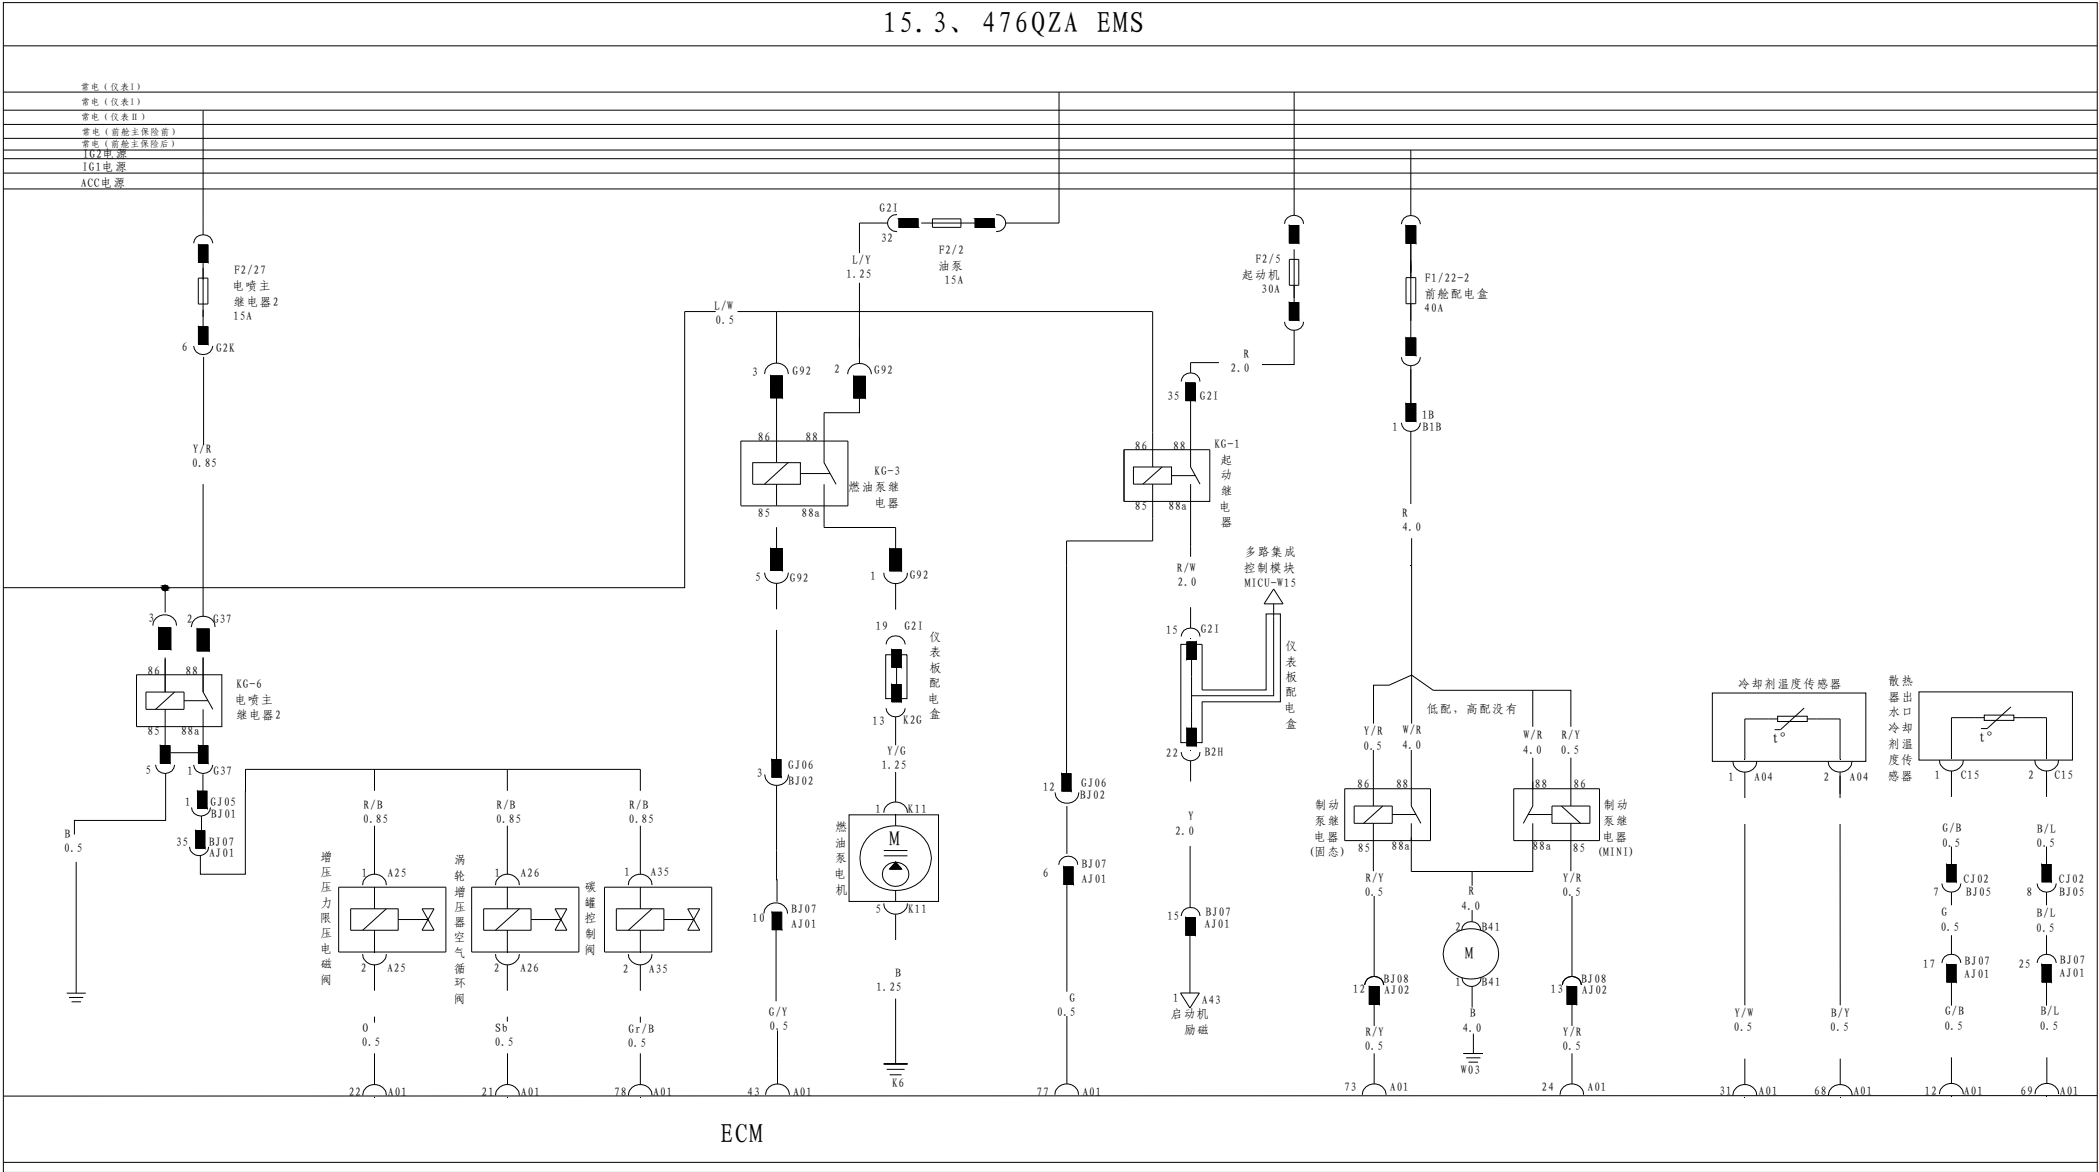 15.3、476QZA EMS
常电(仪表I)
常电(仪表I)
常电(仪表II)
常电(前舱主保险前)
常电(前舱主保险后)
IG2电源
IG1电源
ACC电源
F2/27
电喷主
继电器2
15A
6 G2K
Y/R
0.85
3 2 G37
86 88
KG-6
电喷主
继电器2
85 88a
5 1 G37
1 GJ05
BJ01
35 BJ07
AJ01
B
0.5
R/B
0.85
R/B
0.85
R/B
0.85
增压压力限压电磁阀
1 A25
2 A25
O
0.5
22 A01
涡轮增压器空气循环阀
1 A26
2 A26
Sb
0.5
21 A01
碳罐控制阀
1 A35
2 A35
Gr/B
0.5
78 A01
L/W
0.5
G2I
32
F2/2
油泵
15A
L/Y
1.25
3 G92
2 G92
86 88
KG-3
燃油泵继
电器
85 88a
5 G92
1 G92
3 GJ06
BJ02
10 BJ07
AJ01
G/Y
0.5
43 A01
19 G2I
仪表板配电盒
13 K2G
Y/G
1.25
1 K11
燃油泵电机
M
5 K11
B
1.25
K6
F2/5
起动机
30A
R
2.0
35 G2I
86 88
KG-1
起动继电器
85 88a
12 GJ06
BJ02
6 BJ07
AJ01
G
0.5
77 A01
R/W
2.0
多路集成
控制模块
MICU-W15
15 G2I
仪表板配电盒
22 B2H
Y
2.0
15 BJ07
AJ01
1 A43
启动机
励磁
F1/22-2
前舱配电盒
40A
1B
1 B1B
R
4.0
低配，高配没有
Y/R
0.5
W/R
4.0
W/R
4.0
R/Y
0.5
86 88
制动
泵继
电器
(固态)
85 88a
88 86
制动
泵继
电器
(MINI)
88a 85
R/Y
0.5
R
4.0
Y/R
0.5
2 B41
M
1 B41
B
4.0
W03
12 BJ08
AJ02
R/Y
0.5
73 A01
13 BJ08
AJ02
Y/R
0.5
24 A01
冷却剂温度传感器
t°
1 A04
2 A04
Y/W
0.5
B/Y
0.5
31 A01
68 A01
散热
器出
水口
冷却
剂温
度传
感器
t°
1 C15
2 C15
G/B
0.5
B/L
0.5
7 CJ02
BJ05
8 CJ02
BJ05
G
0.5
B/L
0.5
17 BJ07
AJ01
25 BJ07
AJ01
G/B
0.5
B/L
0.5
12 A01
69 A01
ECM